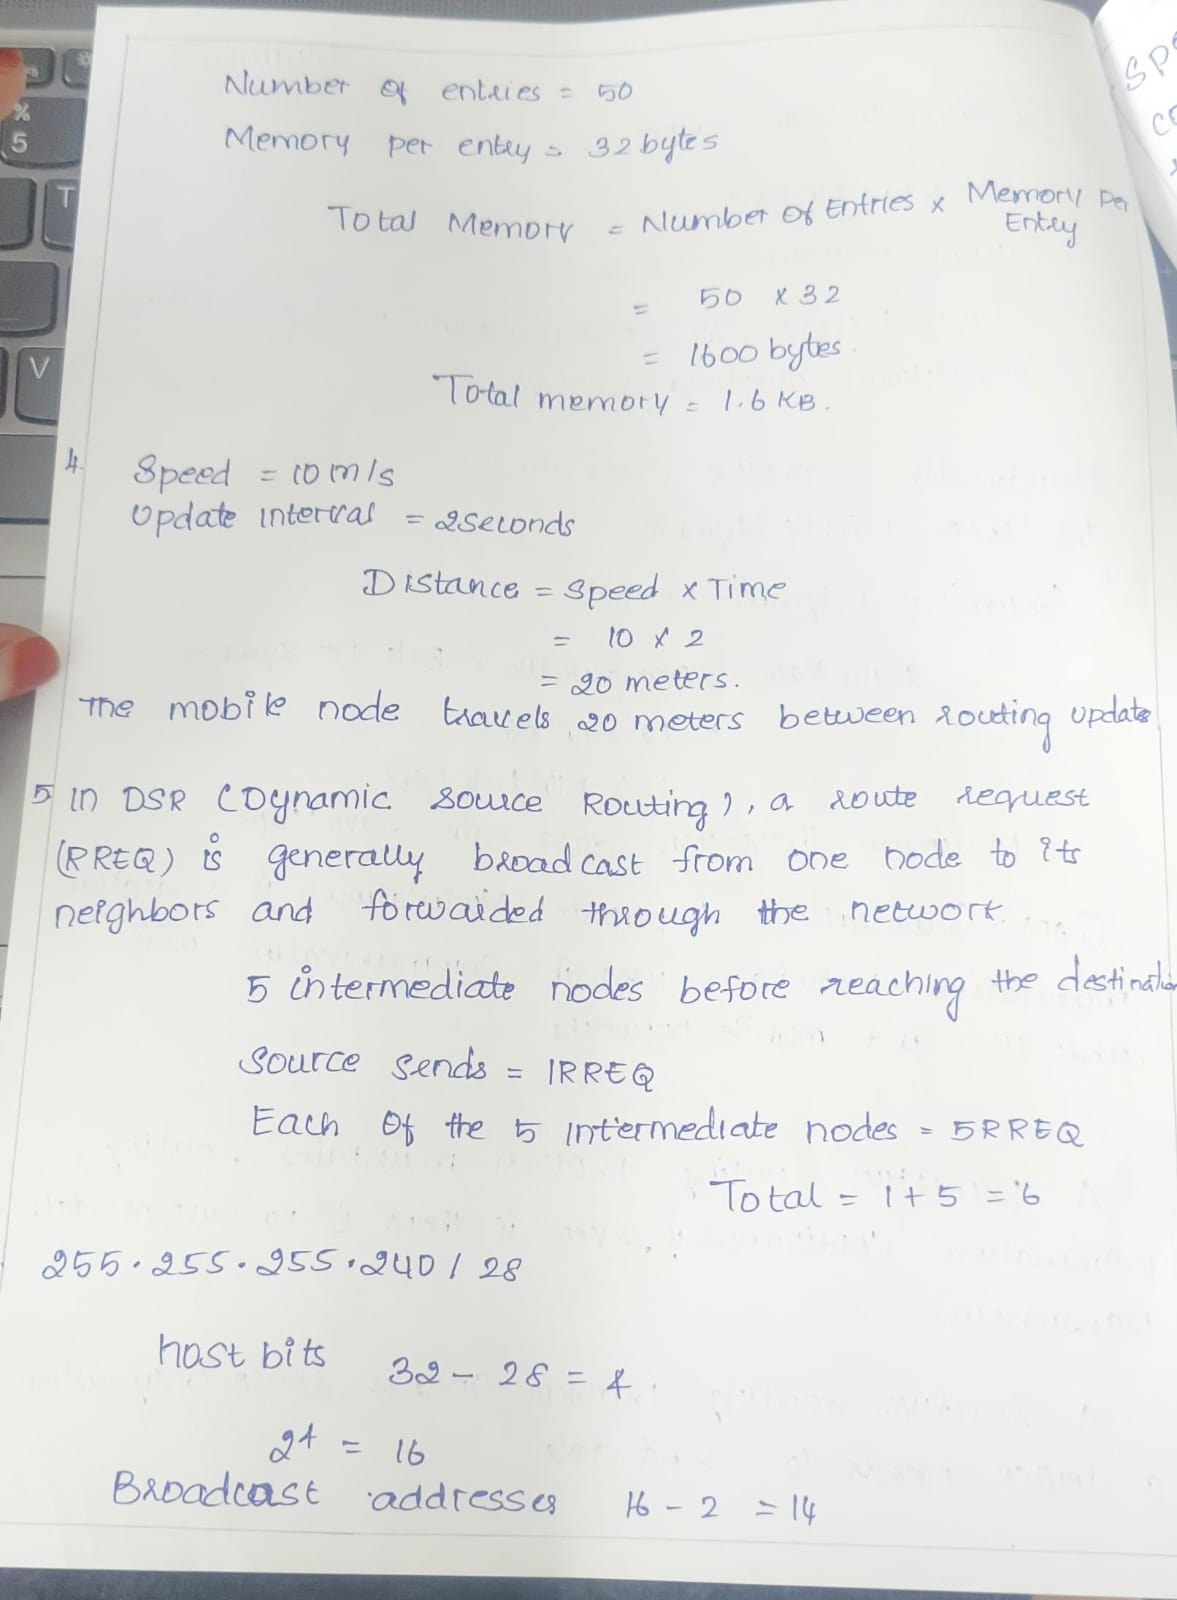 Number of entries = 50
Memory per entry = 32 bytes
Total Memory = Number Of Entries x Memory Per
Entry
= 50 x 32
= 1600 bytes.
Total memory = 1.6 KB.
4. Speed = 10 m/s
Update interval = 2 seconds
Distance = Speed x Time
= 10 x 2
= 20 meters.
The mobile node travels 20 meters between routing update
5 In DSR (Dynamic Source Routing), a route request
(RREQ) is generally broadcast from one node to its
neighbors and forwarded through the network.
5 intermediate nodes before reaching the destination
Source sends = 1RREQ
Each Of the 5 intermediate nodes = 5RREQ
Total = 1 + 5 = 6
255.255.255.240 / 28
host bits 32 - 28 = 4.
2⁴ = 16
Broadcast addresses 16 - 2 = 14
%
5
T
V